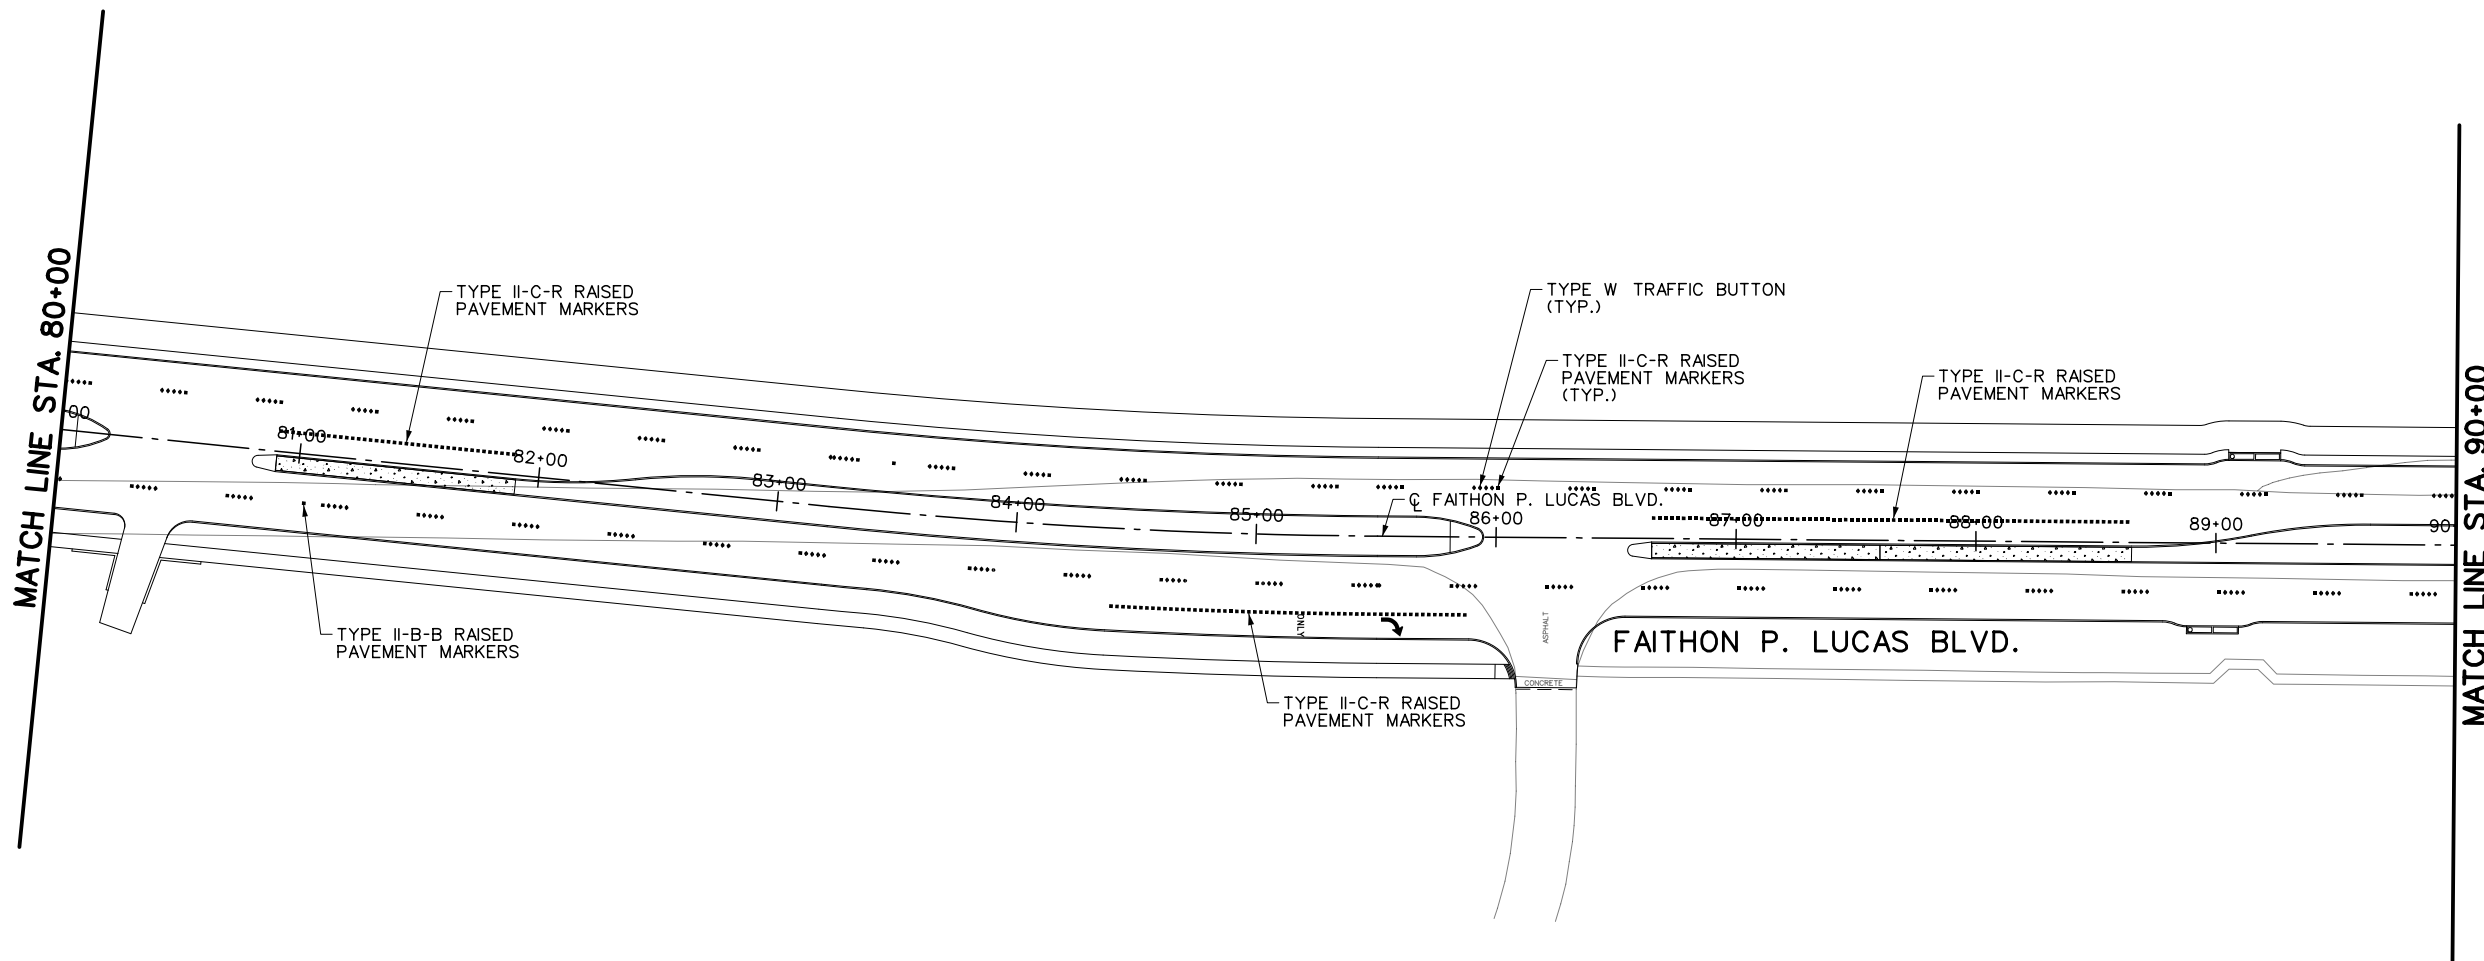 MATCH LINE STA. 80+00
TYPE II-C-R RAISED
PAVEMENT MARKERS
TYPE W TRAFFIC BUTTON
(TYP.)
TYPE II-C-R RAISED
PAVEMENT MARKERS
(TYP.)
TYPE II-C-R RAISED
PAVEMENT MARKERS
00
81+00
82+00
83+00
84+00
85+00
℄ FAITHON P. LUCAS BLVD.
86+00
87+00
88+00
89+00
90
ONLY
ASPHALT
FAITHON P. LUCAS BLVD.
TYPE II-B-B RAISED
PAVEMENT MARKERS
CONCRETE
TYPE II-C-R RAISED
PAVEMENT MARKERS
MATCH LINE STA. 90+00